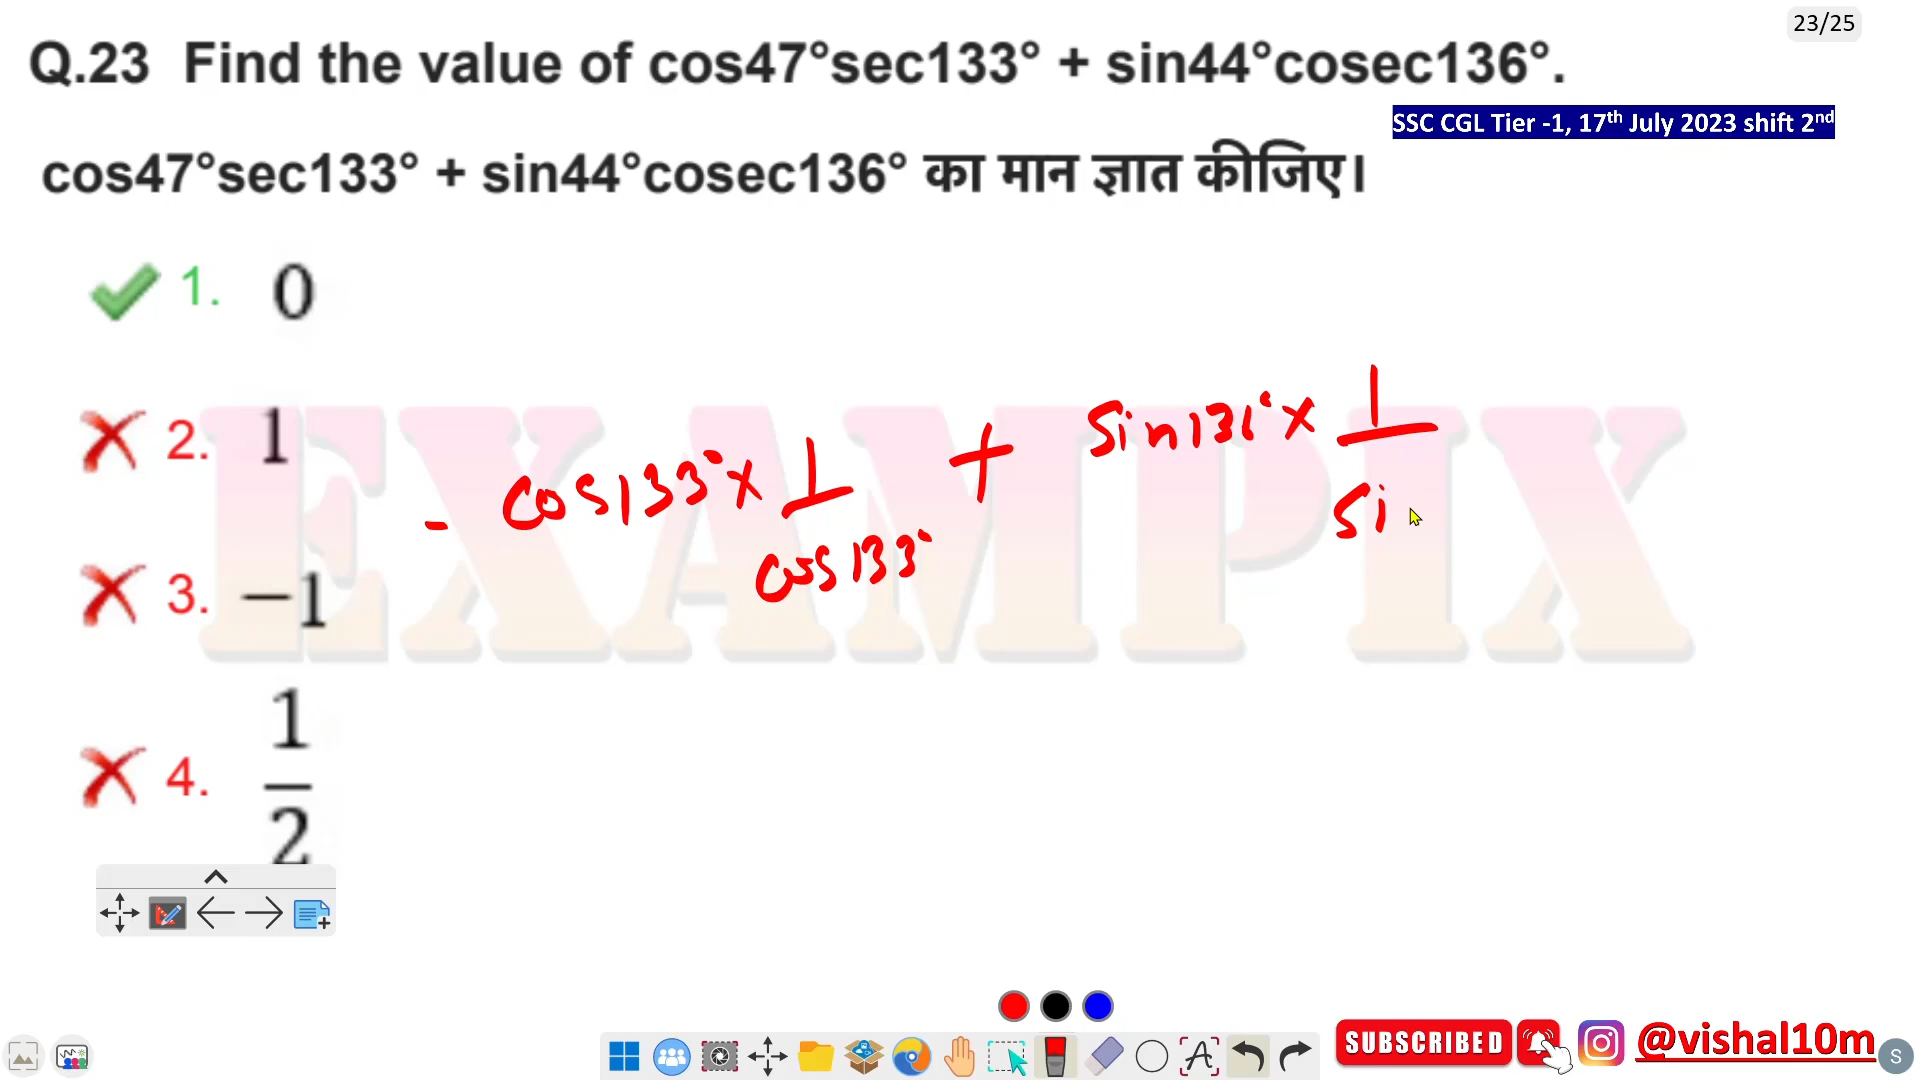 23/25
Q.23 Find the value of cos47°sec133° + sin44°cosec136°.
SSC CGL Tier -1, 17th July 2023 shift 2nd
cos47°sec133° + sin44°cosec136° का मान ज्ञात कीजिए।
1. 0
2. 1
3. −1
4. 1/2
- cos133° × 1/cos133° + sin136° × 1/si
EXAMPIX
SUBSCRIBED
@vishal10m
S